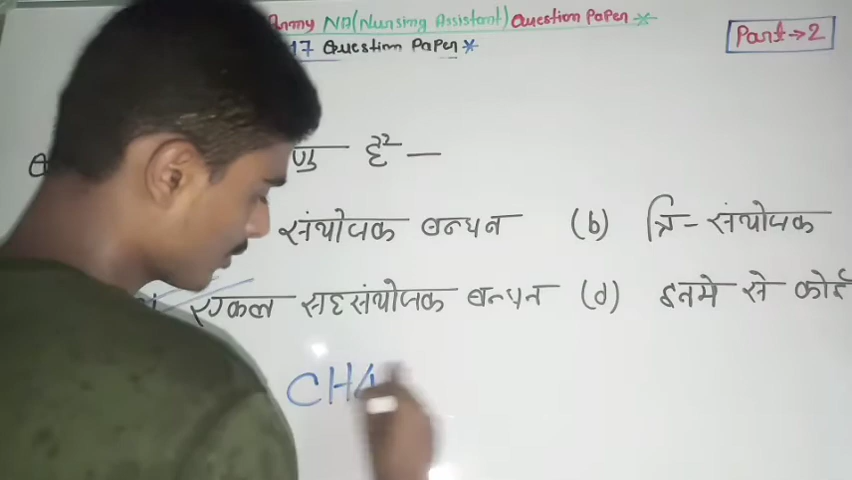 Army NA(Nursing Assistant) Question Paper *
17 Question Paper *
Part→2
है —
संयोजक बन्धन (b) त्रि-संयोजक
एकल सहसंयोजक बन्धन (d) इनमे से कोई
CH4